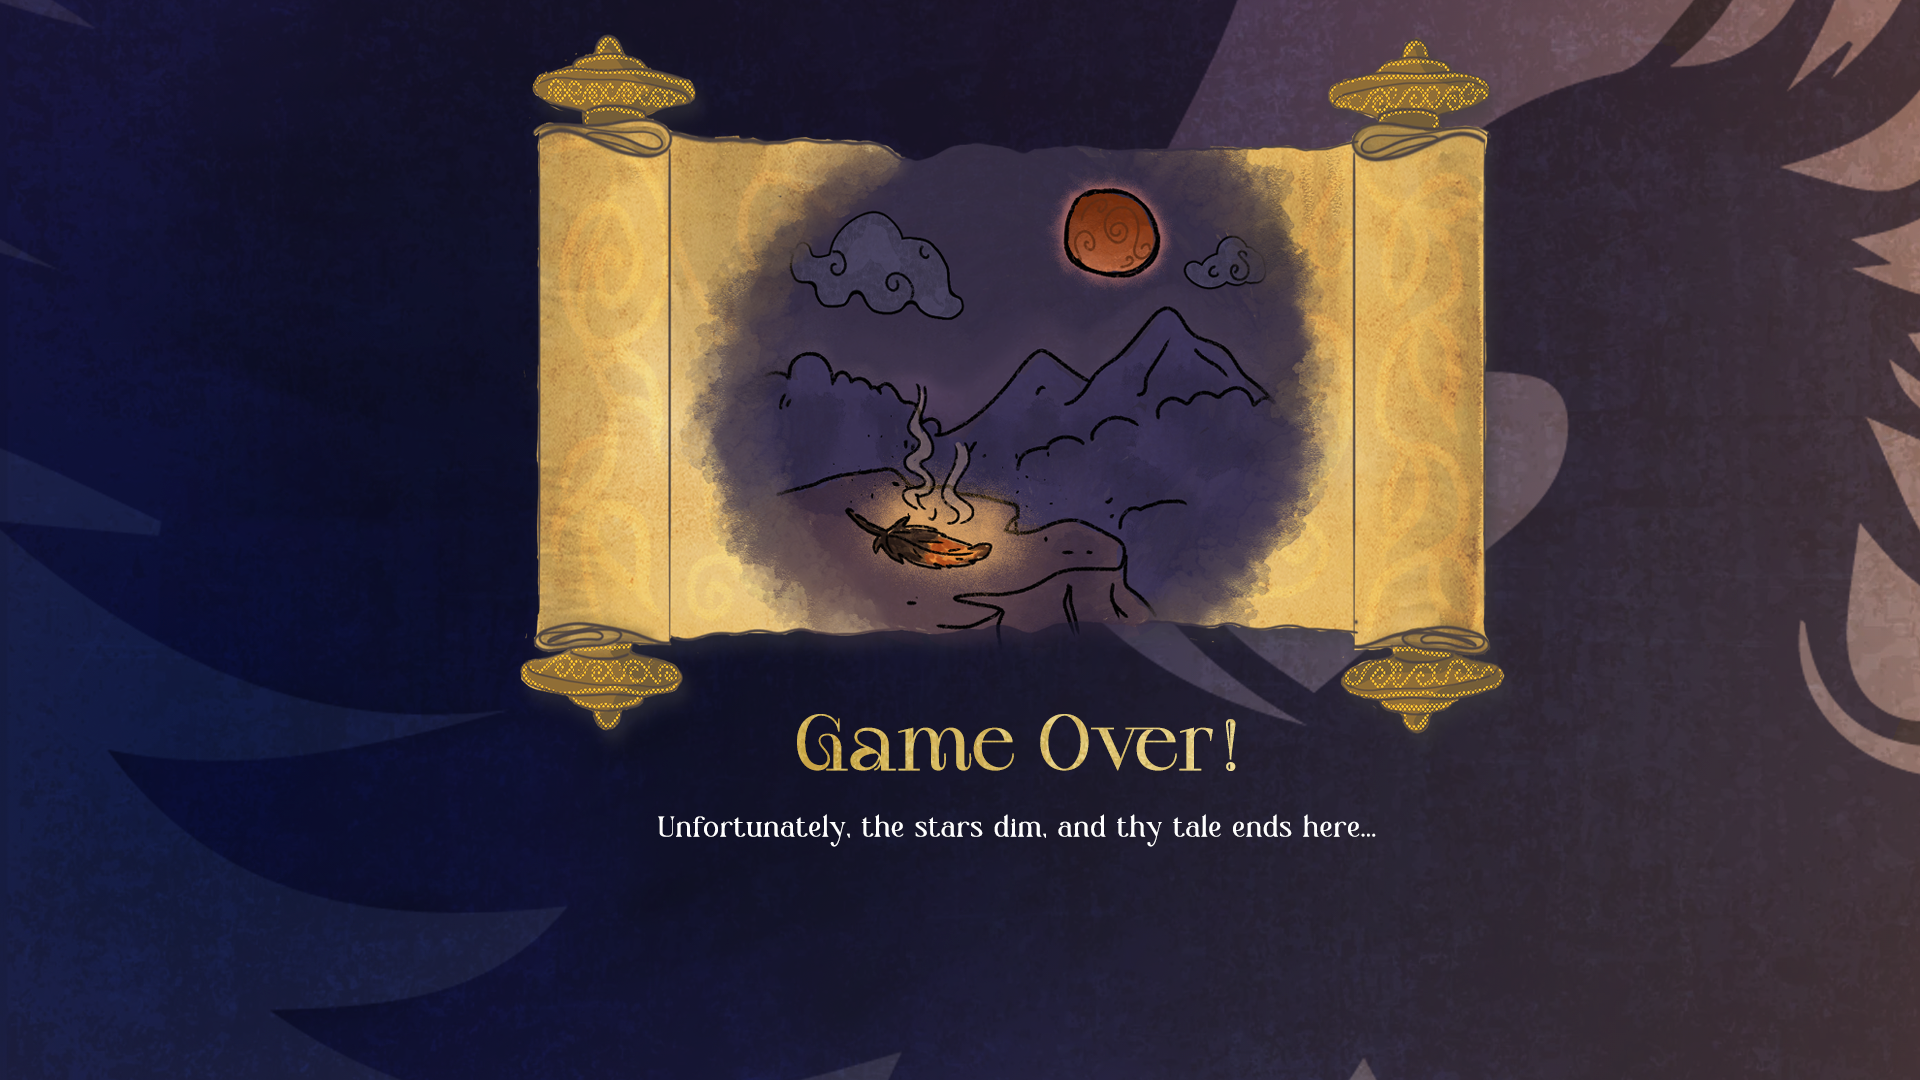 Game Over!
Unfortunately, the stars dim, and thy tale ends here...